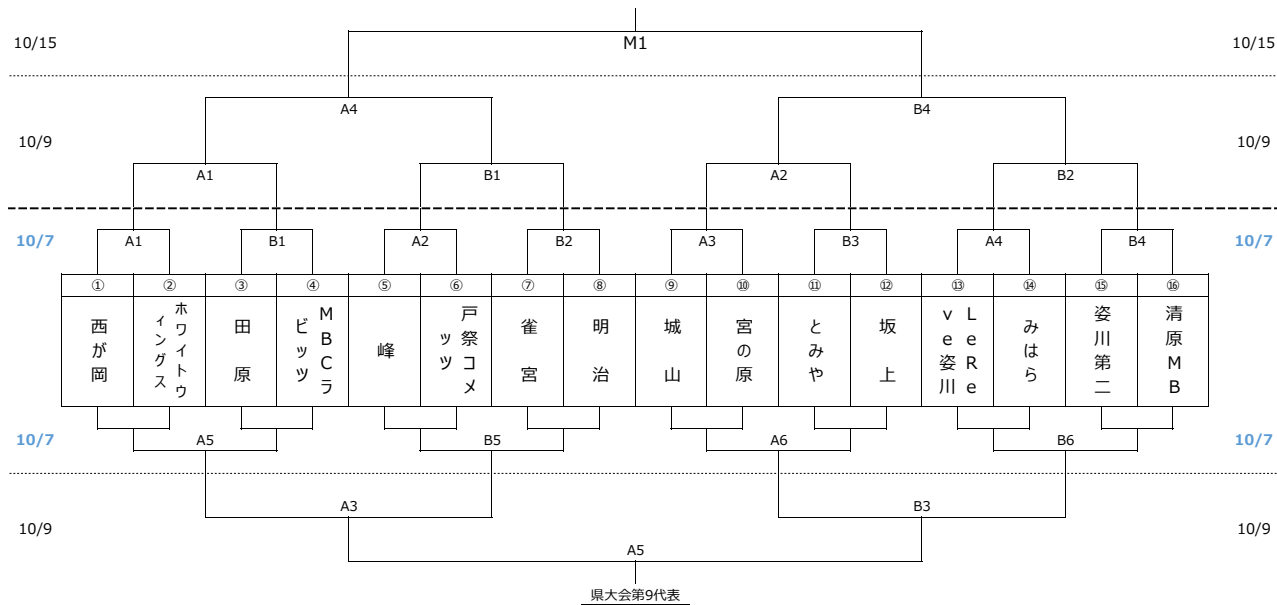 10/15 M1 10/15
A4 B4
10/9 10/9
A1 B1 A2 B2
10/7 A1 B1 A2 B2 A3 B3 A4 B4 10/7
① ② ③ ④ ⑤ ⑥ ⑦ ⑧ ⑨ ⑩ ⑪ ⑫ ⑬ ⑭ ⑮ ⑯
西が岡
ホワイトウ
ィングス
田原
MBCラ
ビッツ
峰
戸祭コメ
ッツ
雀宮
明治
城山
宮の原
とみや
坂上
LeRe
ve姿川
みはら
姿川第二
清原MB
10/7 A5 B5 A6 B6 10/7
A3 B3
10/9 10/9
A5
県大会第9代表